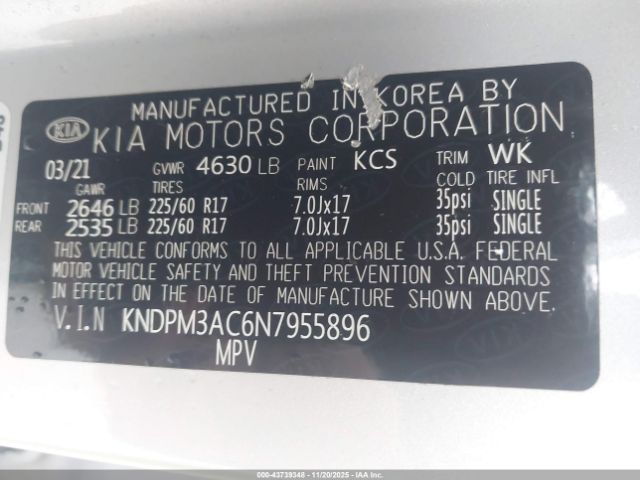 MANUFACTURED IN KOREA BY
KIA KIA MOTORS CORPORATION
03/21 GVWR 4630 LB PAINT KCS TRIM WK
GAWR TIRES RIMS COLD TIRE INFL
FRONT 2646 LB 225/60 R17 7.0Jx17 35psi SINGLE
REAR 2535 LB 225/60 R17 7.0Jx17 35psi SINGLE
THIS VEHICLE CONFORMS TO ALL APPLICABLE U.S.A. FEDERAL
MOTOR VEHICLE SAFETY AND THEFT PREVENTION STANDARDS
IN EFFECT ON THE DATE OF MANUFACTURE SHOWN ABOVE.
V.I.N KNDPM3AC6N7955896
MPV
000-43739348 - 11/20/2025 - IAAI.COM